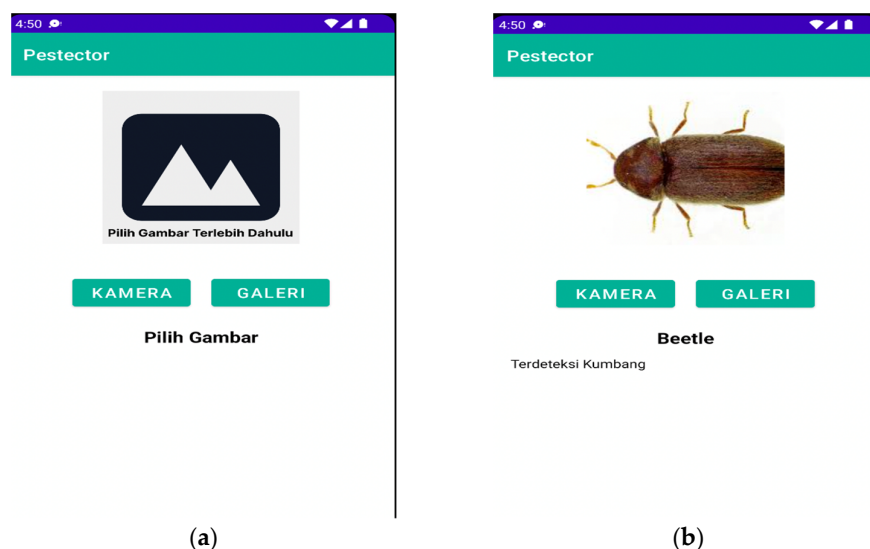 4:50
Pestector
Pilih Gambar Terlebih Dahulu
KAMERA GALERI
Pilih Gambar
(a)
4:50
Pestector
KAMERA GALERI
Beetle
Terdeteksi Kumbang
(b)